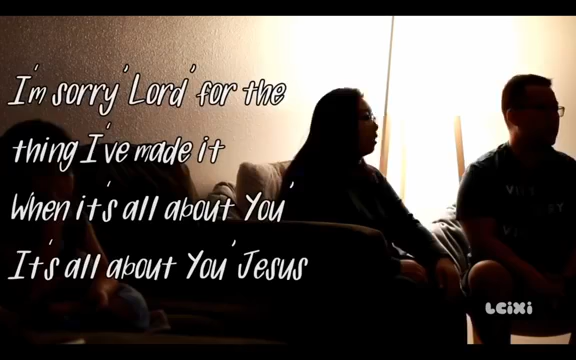 I'm sorry' Lord' for the
thing I've made it
When it's all about You'
It's all about You' Jesus
LCiXi